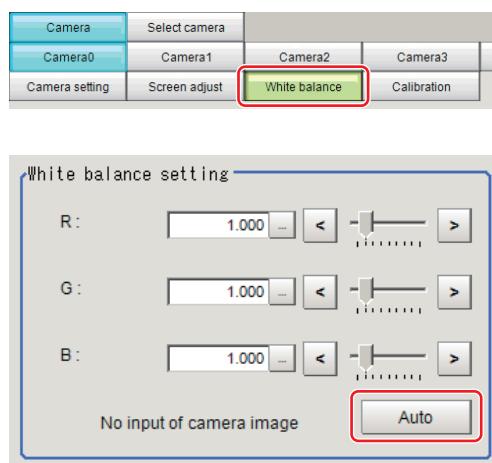 Camera Select camera
Camera0 Camera1 Camera2 Camera3
Camera setting Screen adjust White balance Calibration
White balance setting
R: 1.000 ... < >
G: 1.000 ... < >
B: 1.000 ... < >
No input of camera image Auto